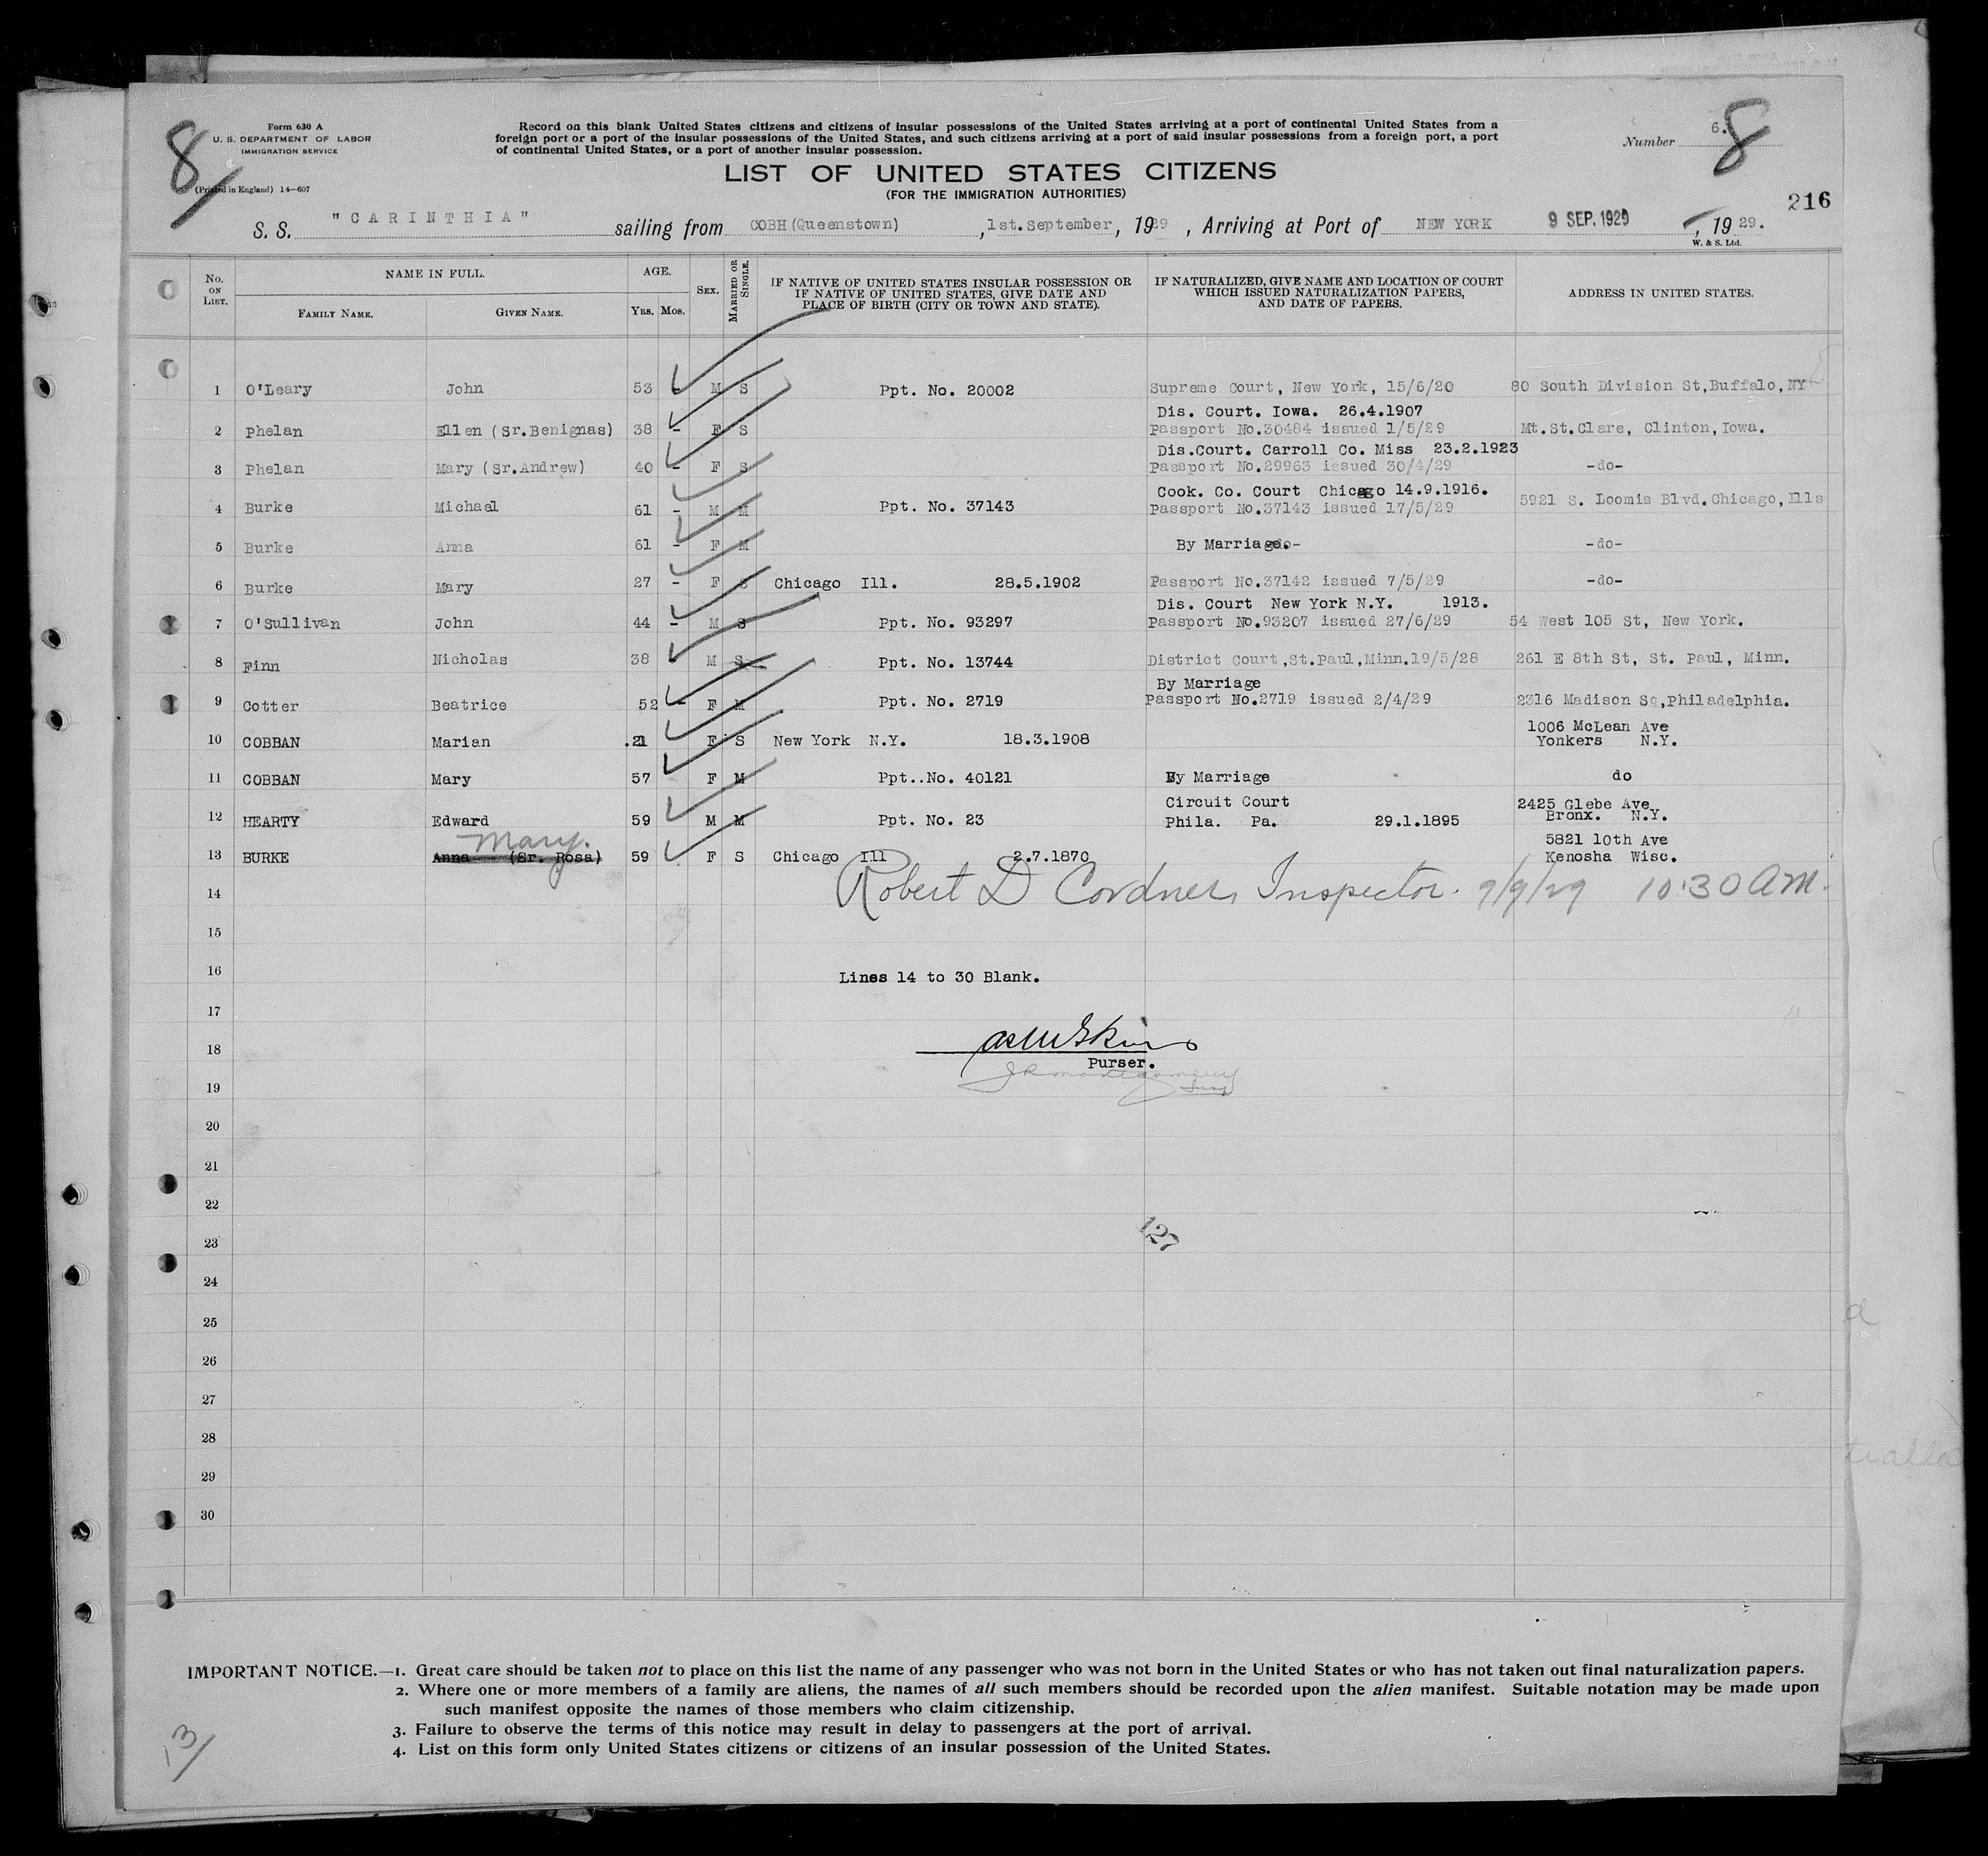 8
Form 630 A
U. S. DEPARTMENT OF LABOR
IMMIGRATION SERVICE
(Printed in England) 14—607
Record on this blank United States citizens and citizens of insular possessions of the United States arriving at a port of continental United States from a
foreign port or a port of the insular possessions of the United States, and such citizens arriving at a port of said insular possessions from a foreign port, a port
of continental United States, or a port of another insular possession.
Number 6. 8
LIST OF UNITED STATES CITIZENS
(FOR THE IMMIGRATION AUTHORITIES)
216
S. S. "CARINTHIA" sailing from COBH (Queenstown) , 1st. September, 1929 , Arriving at Port of NEW YORK 9 SEP. 1929 , 1929.
W. & S. Ltd.
No. ON LIST. NAME IN FULL. AGE. SEX. MARRIED OR SINGLE. IF NATIVE OF UNITED STATES INSULAR POSSESSION OR IF NATIVE OF UNITED STATES, GIVE DATE AND PLACE OF BIRTH (CITY OR TOWN AND STATE). IF NATURALIZED, GIVE NAME AND LOCATION OF COURT WHICH ISSUED NATURALIZATION PAPERS, AND DATE OF PAPERS. ADDRESS IN UNITED STATES.
FAMILY NAME. GIVEN NAME. YRS. MOS.
1 O'Leary John 53 - M S Ppt. No. 20002 Supreme Court, New York, 15/6/20 80 South Division St,Buffalo,NY
Dis. Court. Iowa. 26.4.1907
2 Phelan Ellen (Sr.Benignas) 38 - F S Passport No.30484 issued 1/5/29 Mt.St.Clare, Clinton,Iowa.
Dis.Court. Carroll Co. Miss 23.2.1923
3 Phelan Mary (Sr.Andrew) 40 - F S Passport No.29963 issued 30/4/29 -do-
Cook. Co. Court Chicago 14.9.1916.
4 Burke Michael 61 - M M Ppt. No. 37143 Passport No.37143 issued 17/5/29 5921 S. Loomis Blvd.Chicago,Ills
5 Burke Anna 61 - F M By Marriage. -do-
6 Burke Mary 27 - F S Chicago Ill. 28.5.1902 Passport No.37142 issued 7/5/29 -do-
Dis. Court New York N.Y. 1913.
7 O'Sullivan John 44 - M S Ppt. No. 93297 Passport No.93207 issued 27/6/29 54 West 105 St, New York.
8 Finn Nicholas 38 M S Ppt. No. 13744 District Court,St.Paul,Minn.19/5/28 261 E 8th St, St. Paul, Minn.
By Marriage
9 Cotter Beatrice 52 - F M Ppt. No. 2719 Passport No.2719 issued 2/4/29 2316 Madison Sq,Philadelphia.
1006 McLean Ave
10 COBBAN Marian .21 F S New York N.Y. 18.3.1908 Yonkers N.Y.
11 COBBAN Mary 57 F M Ppt..No. 40121 By Marriage do
Circuit Court 2425 Glebe Ave
12 HEARTY Edward 59 M M Ppt. No. 23 Phila. Pa. 29.1.1895 Bronx. N.Y.
Mary. 5821 10th Ave
13 BURKE Anna (Sr. Rosa) 59 F S Chicago Ill 2.7.1870 Kenosha Wisc.
14 Robert D Cordner, Inspector. 9/9/29 10:30 AM.
15
16 Lines 14 to 30 Blank.
17
18
Purser.
19
20
21
22
23
127
24
25
26
27
28
29
30
IMPORTANT NOTICE.—1. Great care should be taken not to place on this list the name of any passenger who was not born in the United States or who has not taken out final naturalization papers.
2. Where one or more members of a family are aliens, the names of all such members should be recorded upon the alien manifest. Suitable notation may be made upon
such manifest opposite the names of those members who claim citizenship.
3. Failure to observe the terms of this notice may result in delay to passengers at the port of arrival.
4. List on this form only United States citizens or citizens of an insular possession of the United States.
13/